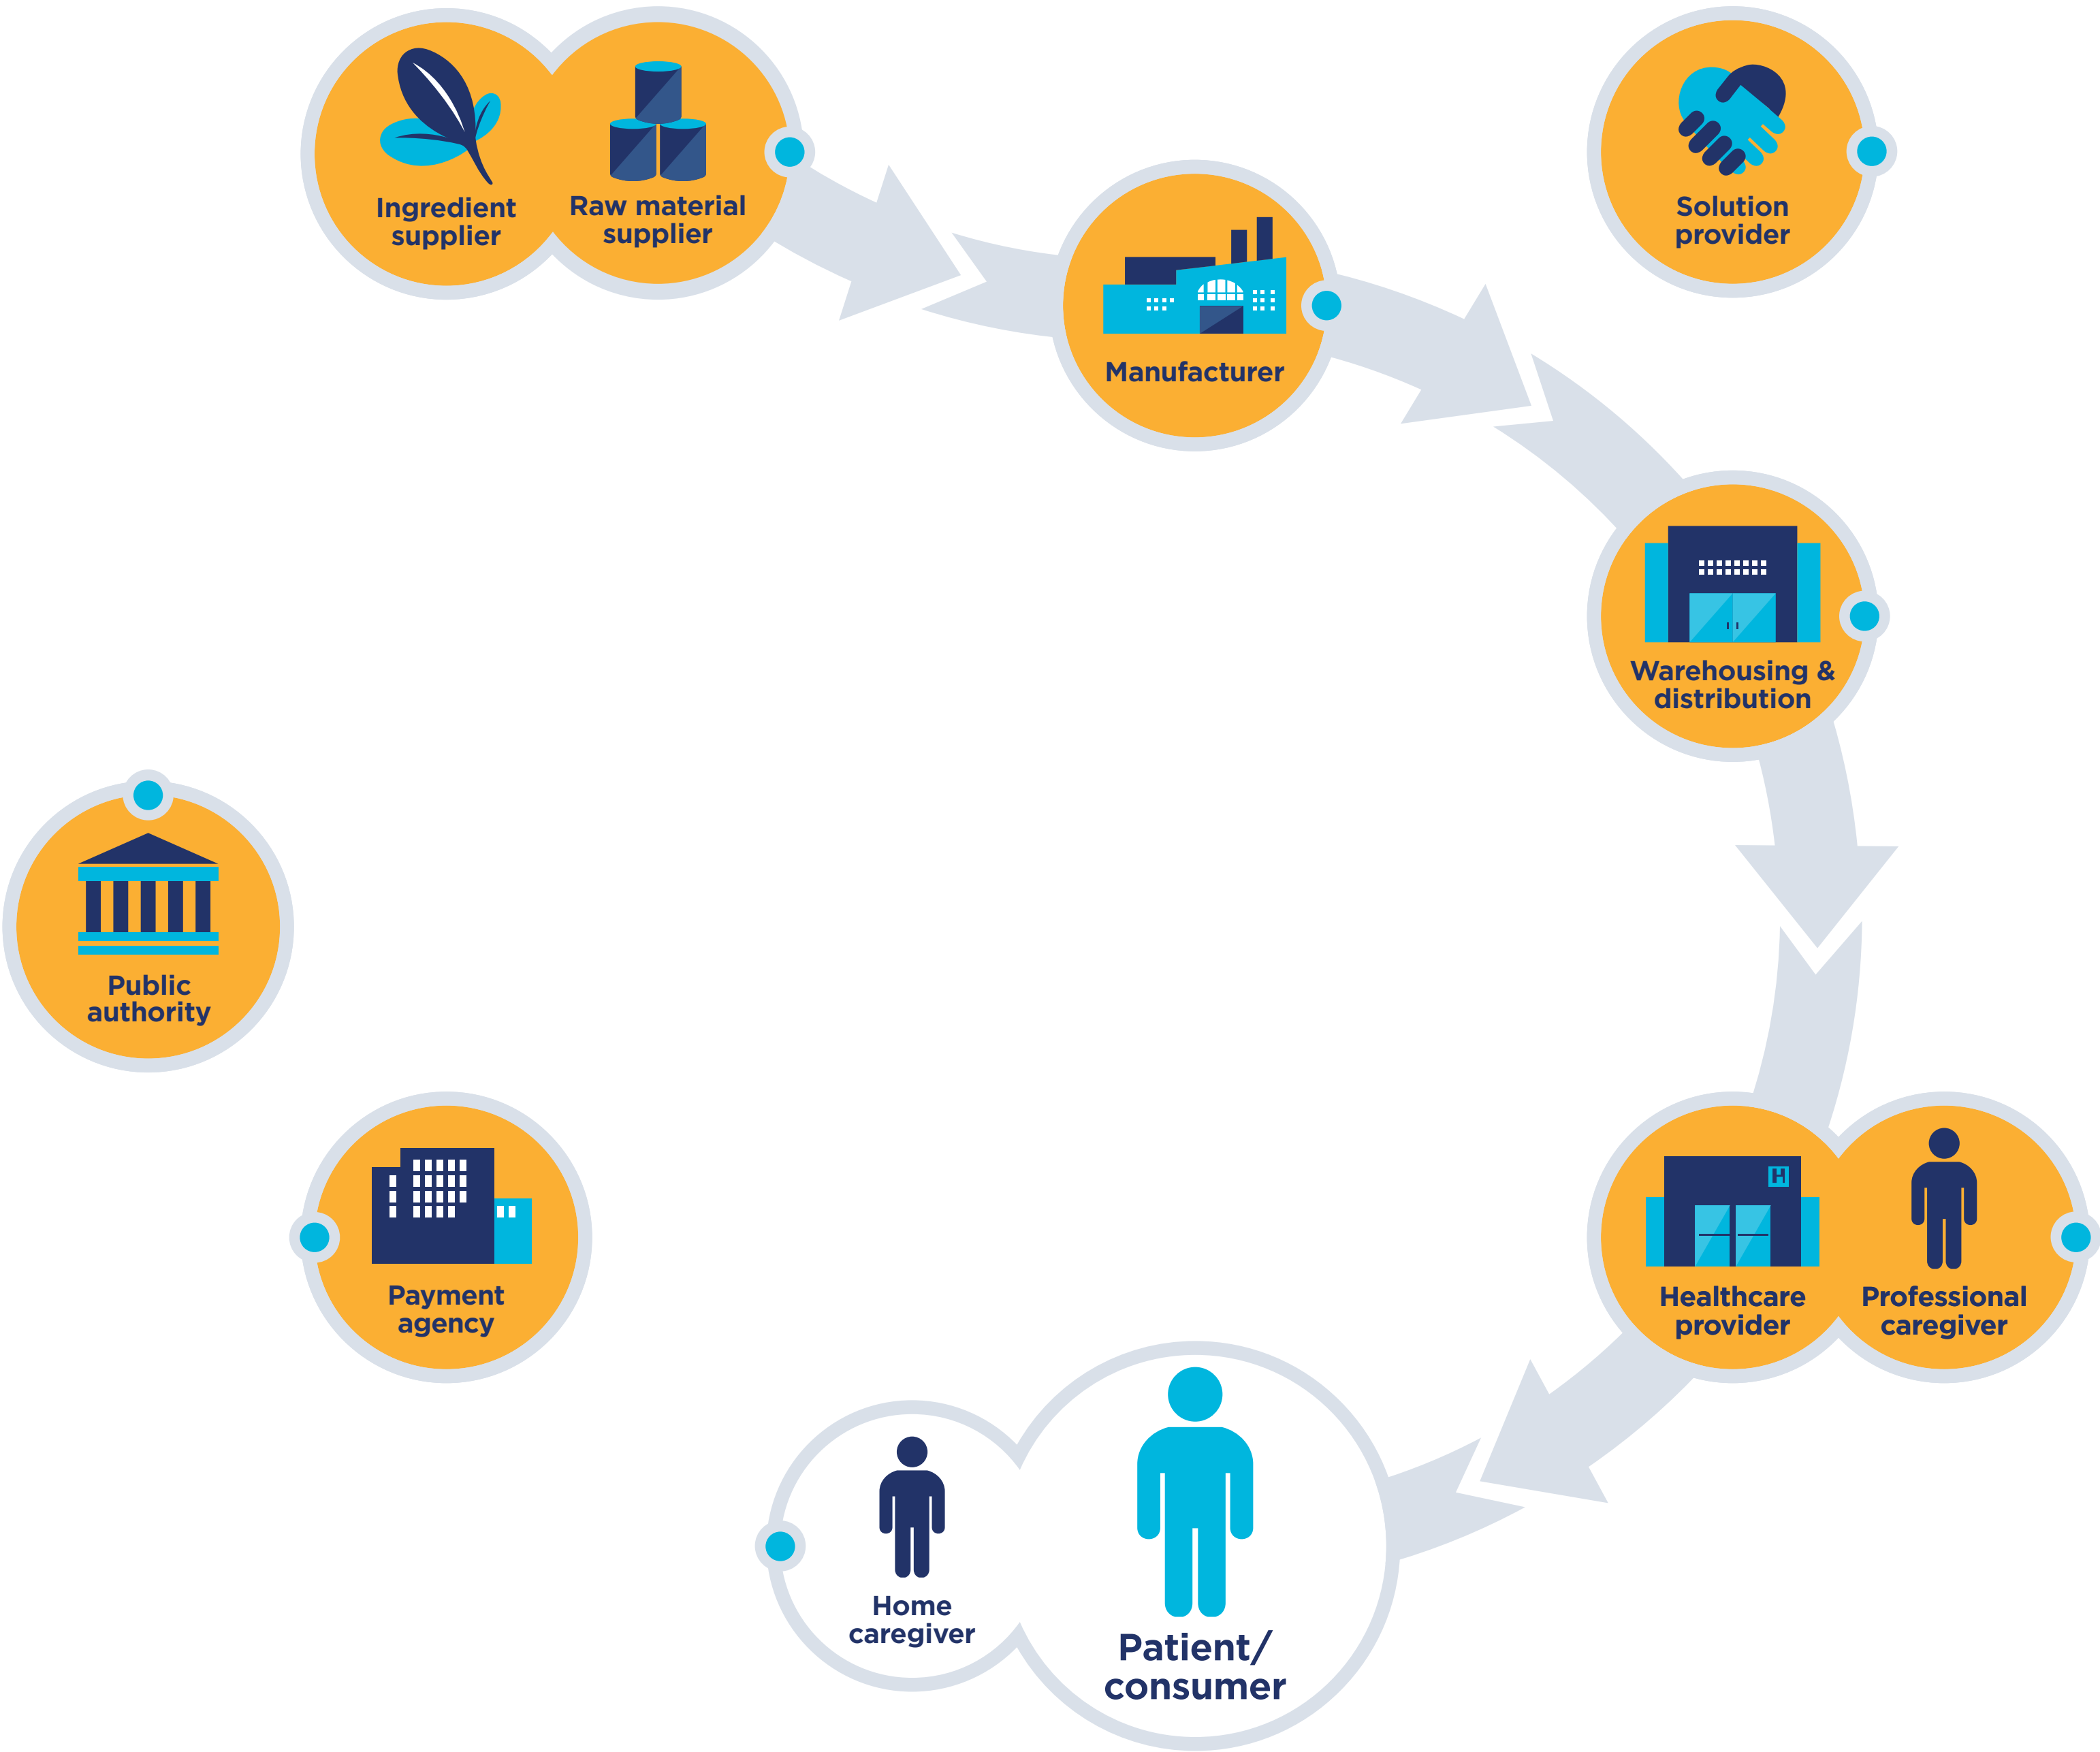 Ingredient
supplier
Raw material
supplier
Solution
provider
Manufacturer
Warehousing &
distribution
Public
authority
Payment
agency
H
Healthcare
provider
Professional
caregiver
Home
caregiver
Patient/
consumer